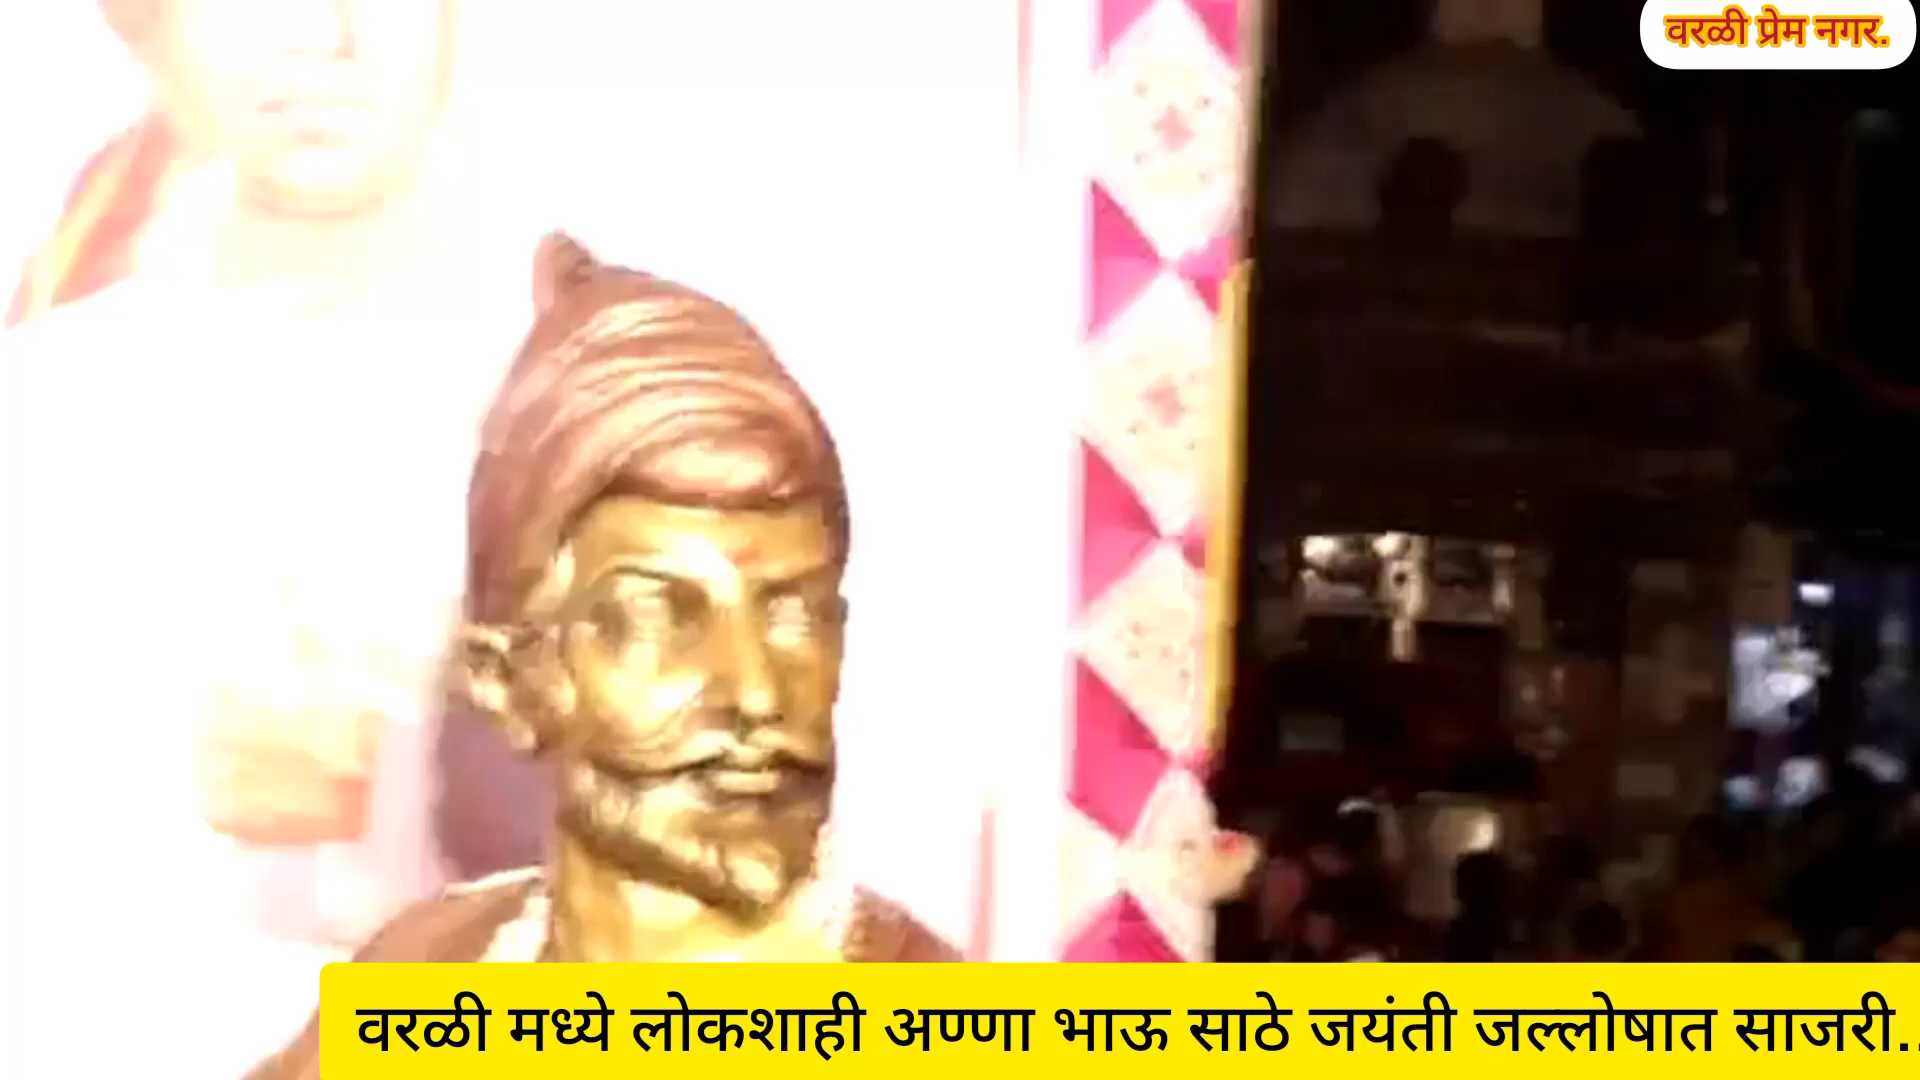 वरळी प्रेम नगर.
वरळी मध्ये लोकशाही अण्णा भाऊ साठे जयंती जल्लोषात साजरी..